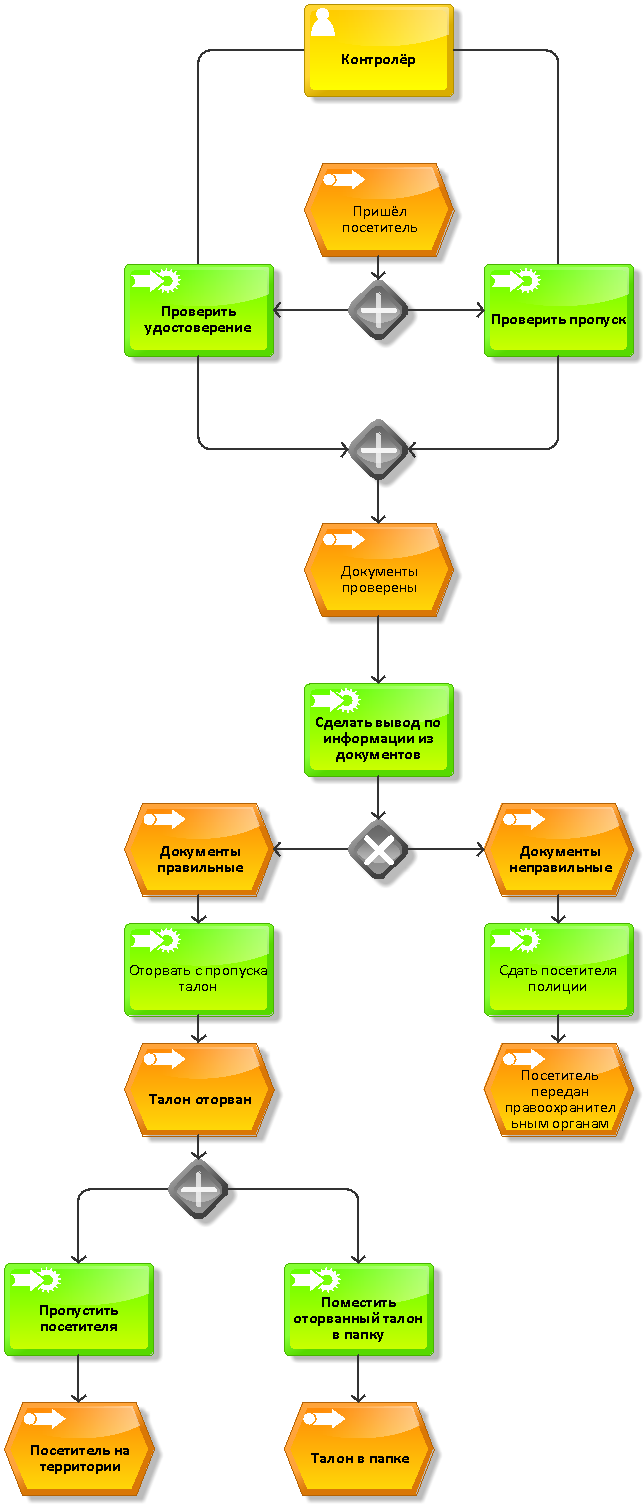 Контролёр
Пришёл
посетитель
Проверить
удостоверение
Проверить пропуск
Документы
проверены
Сделать вывод по
информации из
документов
Документы
правильные
Документы
неправильные
Оторвать с пропуска
талон
Сдать посетителя
полиции
Талон оторван
Посетитель
передан
правоохранител
ьным органам
Пропустить
посетителя
Поместить
оторванный талон
в папку
Посетитель на
территории
Талон в папке